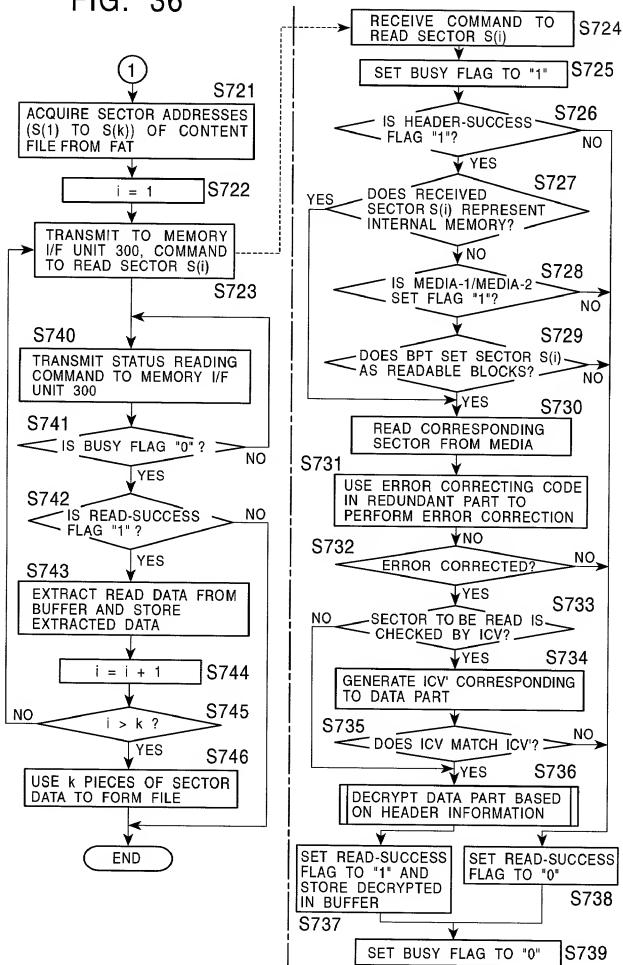 FIG. 36
1
S721
ACQUIRE SECTOR ADDRESSES
(S(1) TO S(k)) OF CONTENT
FILE FROM FAT
i = 1
S722
TRANSMIT TO MEMORY
I/F UNIT 300, COMMAND
TO READ SECTOR S(i)
S723
S740
TRANSMIT STATUS READING
COMMAND TO MEMORY I/F
UNIT 300
S741
IS BUSY FLAG "0" ?
NO
YES
S742
IS READ-SUCCESS
FLAG "1" ?
NO
YES
S743
EXTRACT READ DATA FROM
BUFFER AND STORE
EXTRACTED DATA
i = i + 1
S744
NO
i > k ?
S745
YES
S746
USE k PIECES OF SECTOR
DATA TO FORM FILE
END
RECEIVE COMMAND TO
READ SECTOR S(i)
S724
S725
SET BUSY FLAG TO "1"
S726
IS HEADER-SUCCESS
FLAG "1"?
NO
YES
S727
YES
DOES RECEIVED
SECTOR S(i) REPRESENT
INTERNAL MEMORY?
NO
S728
IS MEDIA-1/MEDIA-2
SET FLAG "1"?
NO
YES
S729
DOES BPT SET SECTOR S(i)
AS READABLE BLOCKS?
NO
YES
S730
READ CORRESPONDING
SECTOR FROM MEDIA
S731
USE ERROR CORRECTING CODE
IN REDUNDANT PART TO
PERFORM ERROR CORRECTION
NO
S732
ERROR CORRECTED?
NO
YES
S733
NO
SECTOR TO BE READ IS
CHECKED BY ICV?
YES
S734
GENERATE ICV' CORRESPONDING
TO DATA PART
S735
DOES ICV MATCH ICV'?
NO
YES
S736
DECRYPT DATA PART BASED
ON HEADER INFORMATION
SET READ-SUCCESS
FLAG TO "1" AND
STORE DECRYPTED
IN BUFFER
S737
SET READ-SUCCESS
FLAG TO "0"
S738
SET BUSY FLAG TO "0"
S739